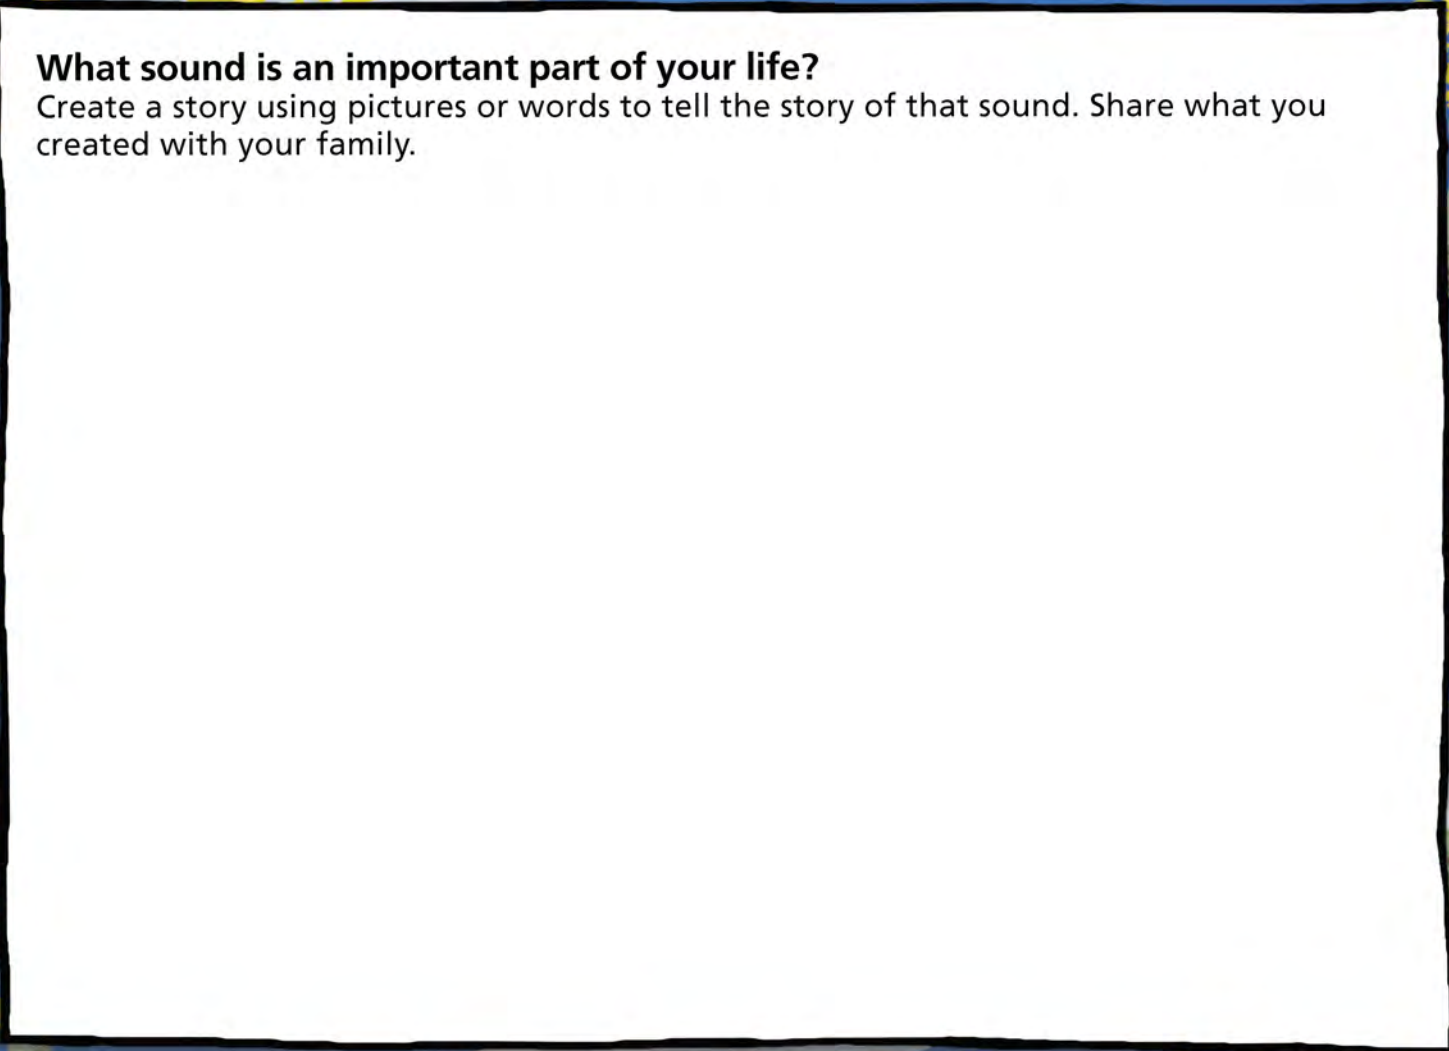 What sound is an important part of your life?
Create a story using pictures or words to tell the story of that sound. Share what you
created with your family.